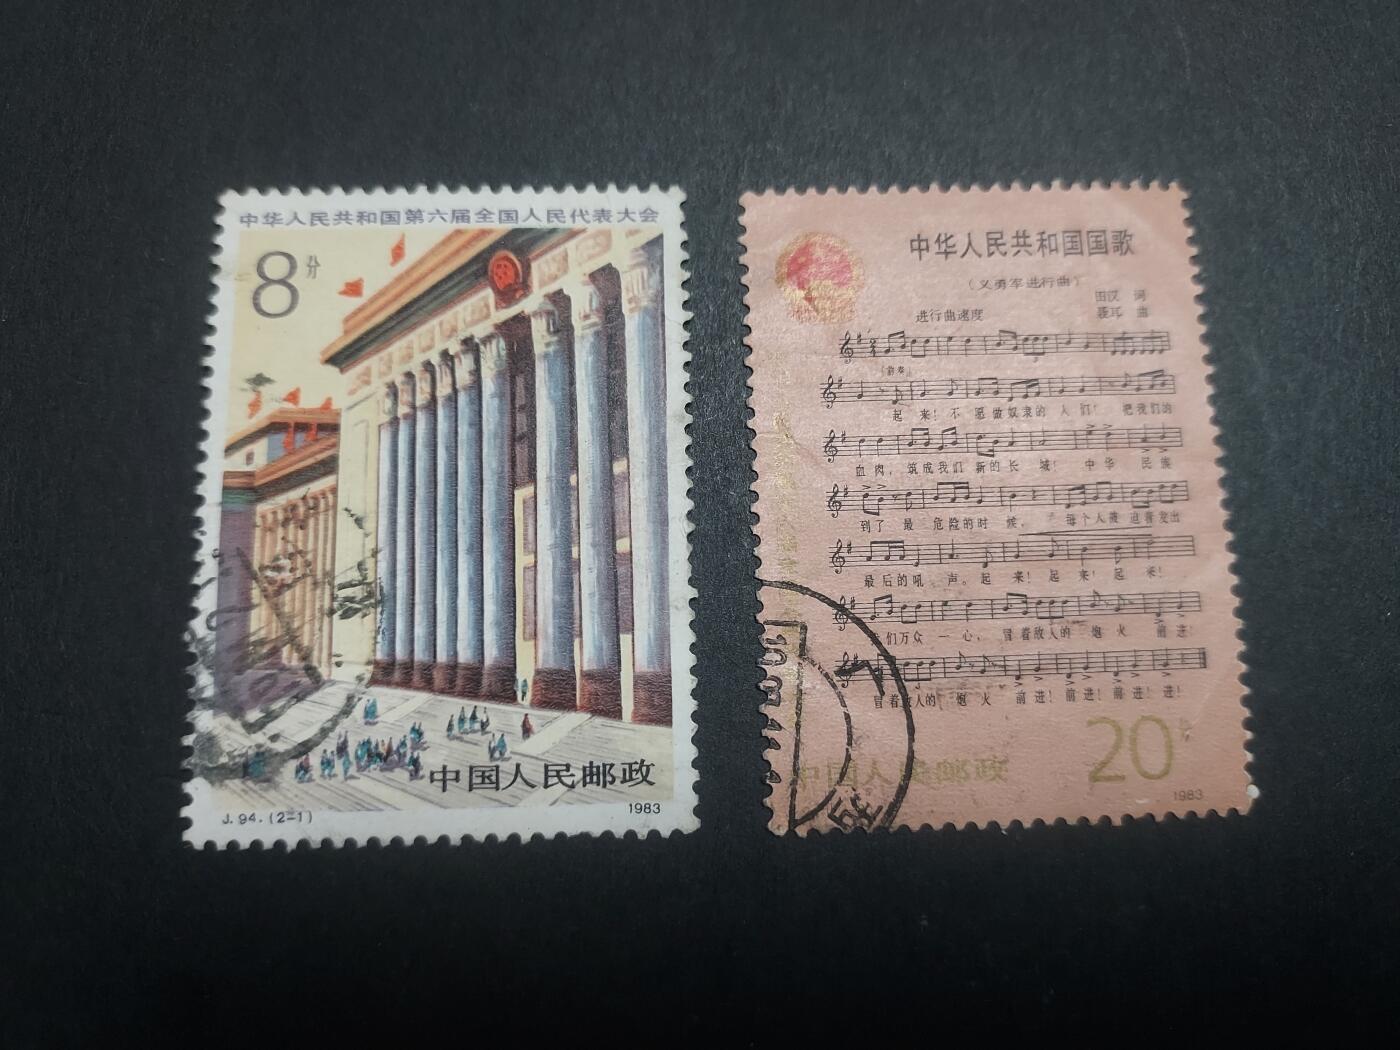 中华人民共和国第六届全国人民代表大会
8分
中国人民邮政
J.94.(2-1)
1983
中华人民共和国国歌
(义勇军进行曲)
田汉 词
进行曲速度
聂耳 曲
(前奏)
起 来! 不 愿做奴隶的 人 们! 把我们的
血肉, 筑成我们 新的长 城! 中华 民族
到了 最 危险的时 候, 每个人被 迫着发出
最后的吼 声。 起 来! 起 来! 起 来!
们万众 一 心, 冒着敌人的 炮 火 前进!
冒着敌人的 炮 火 前进! 前进! 前进! 进!
20分
中国人民邮政
1983